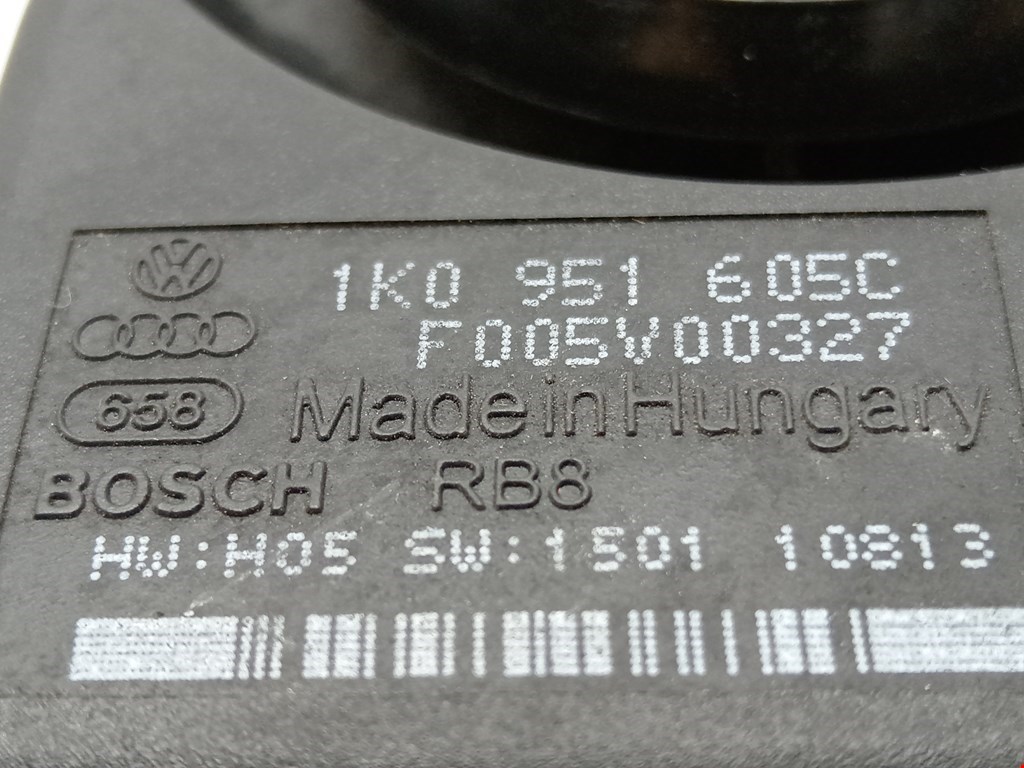 1K0 951 605C
F005V00327
658 Made in Hungary
BOSCH RB8
HW:H05 SW:1501 10813